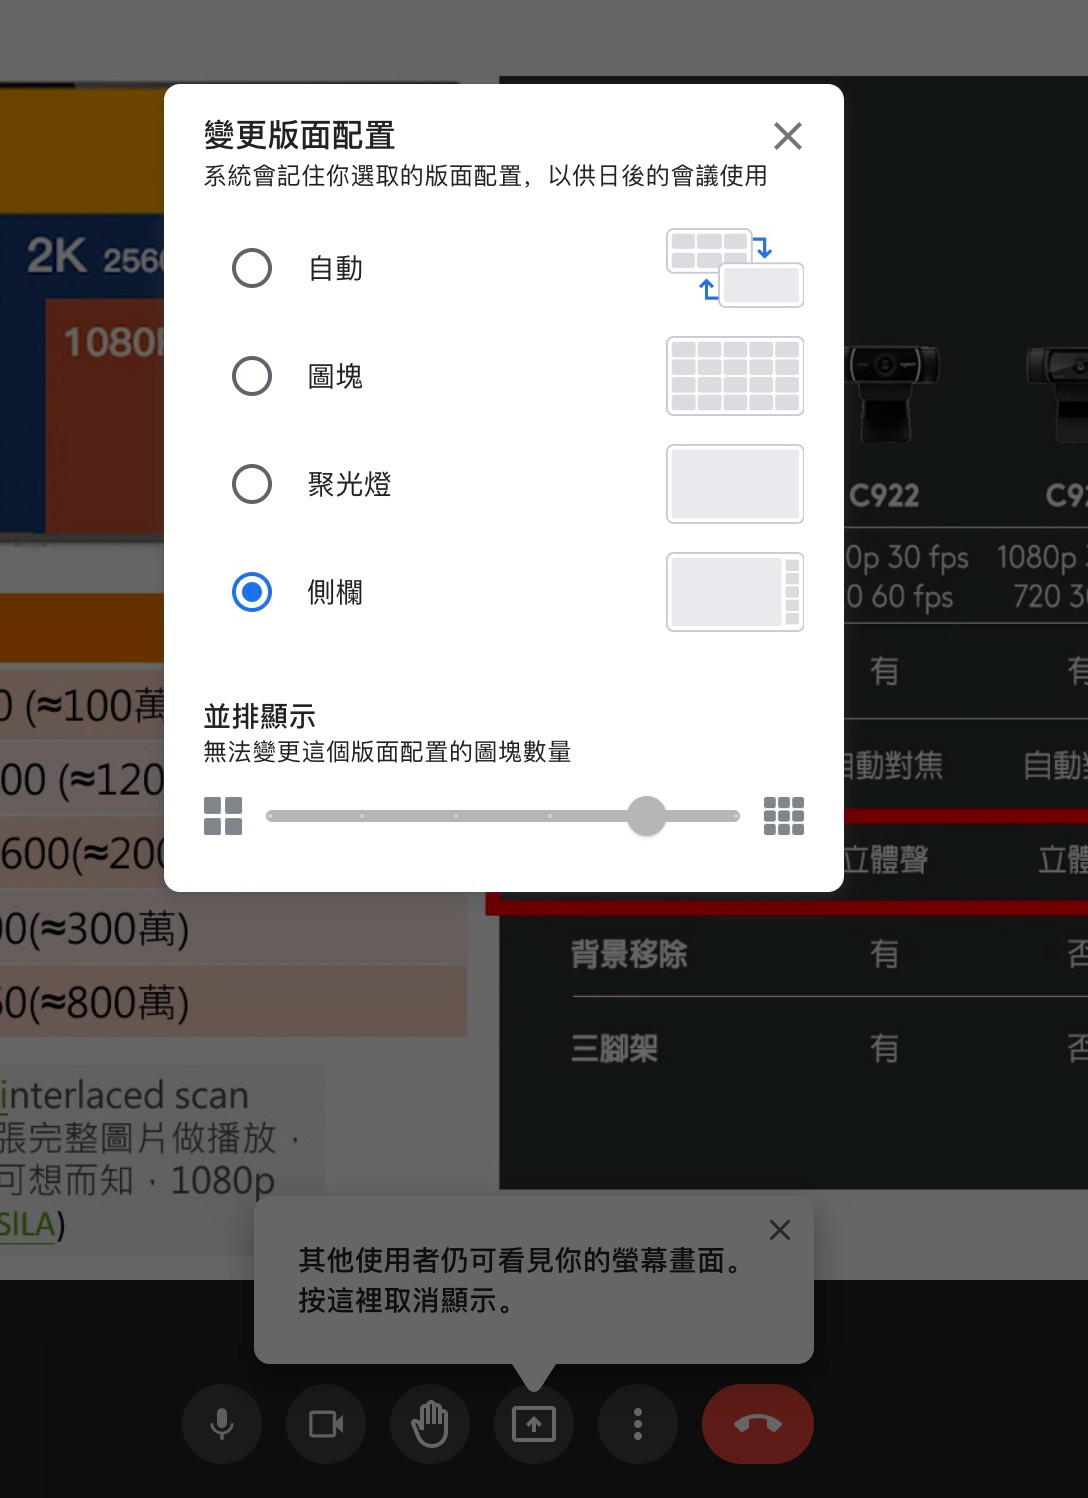 變更版面配置
系統會記住你選取的版面配置，以供日後的會議使用
自動
圖塊
聚光燈
側欄
並排顯示
無法變更這個版面配置的圖塊數量
2K 256
1080
0 (≈100萬
00 (≈120
600(≈20
00(≈300萬)
50(≈800萬)
interlaced scan
張完整圖片做播放，
可想而知，1080p
SILA)
C922
C9
0p 30 fps 1080p
0 60 fps 720 3
有 有
自動對焦 自動
立體聲 立體
背景移除 有 否
三腳架 有 否
其他使用者仍可看見你的螢幕畫面。
按這裡取消顯示。